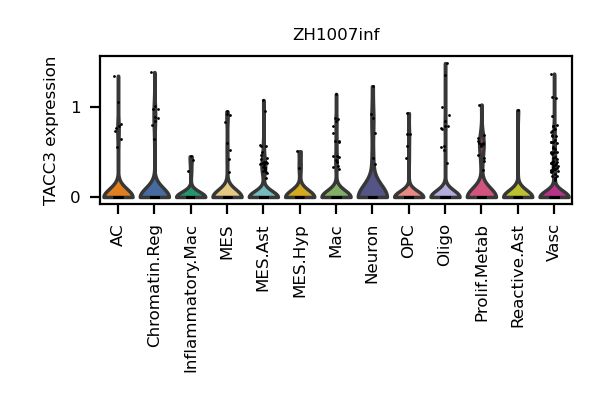 ZH1007inf
TACC3 expression
1
0
AC
Chromatin.Reg
Inflammatory.Mac
MES
MES.Ast
MES.Hyp
Mac
Neuron
OPC
Oligo
Prolif.Metab
Reactive.Ast
Vasc